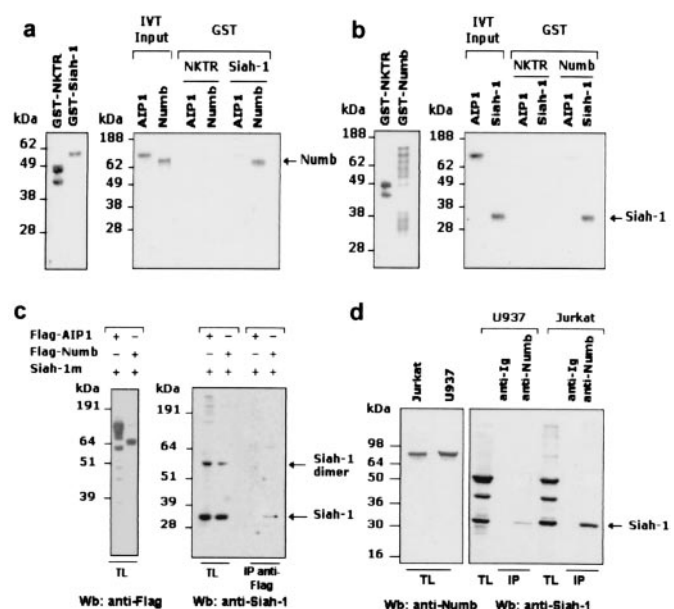 a
IVT
Input
GST
NKTR
Siah-1
GST-NKTR
GST-Siah-1
AIP1
Numb
AIP1
Numb
AIP1
Numb
kDa
62
49
38
28
kDa
188
62
49
38
28
← Numb
b
IVT
Input
GST
NKTR
Numb
GST-NKTR
GST-Numb
AIP1
Siah-1
AIP1
Siah-1
AIP1
Siah-1
kDa
188
62
49
38
28
kDa
188
62
49
38
28
← Siah-1
c
Flag-AIP1 + − + − + −
Flag-Numb − + − + − +
Siah-1m + + + + + +
kDa
191
64
51
39
kDa
191
64
51
39
28
← Siah-1
dimer
← Siah-1
TL
TL
IP anti-
Flag
Wb: anti-Flag
Wb: anti-Siah-1
d
U937
Jurkat
Jurkat
U937
anti-Ig
anti-Numb
anti-Ig
anti-Numb
kDa
98
64
50
36
30
16
← Siah-1
TL
TL
IP
TL
IP
Wb: anti-Numb
Wb: anti-Siah-1